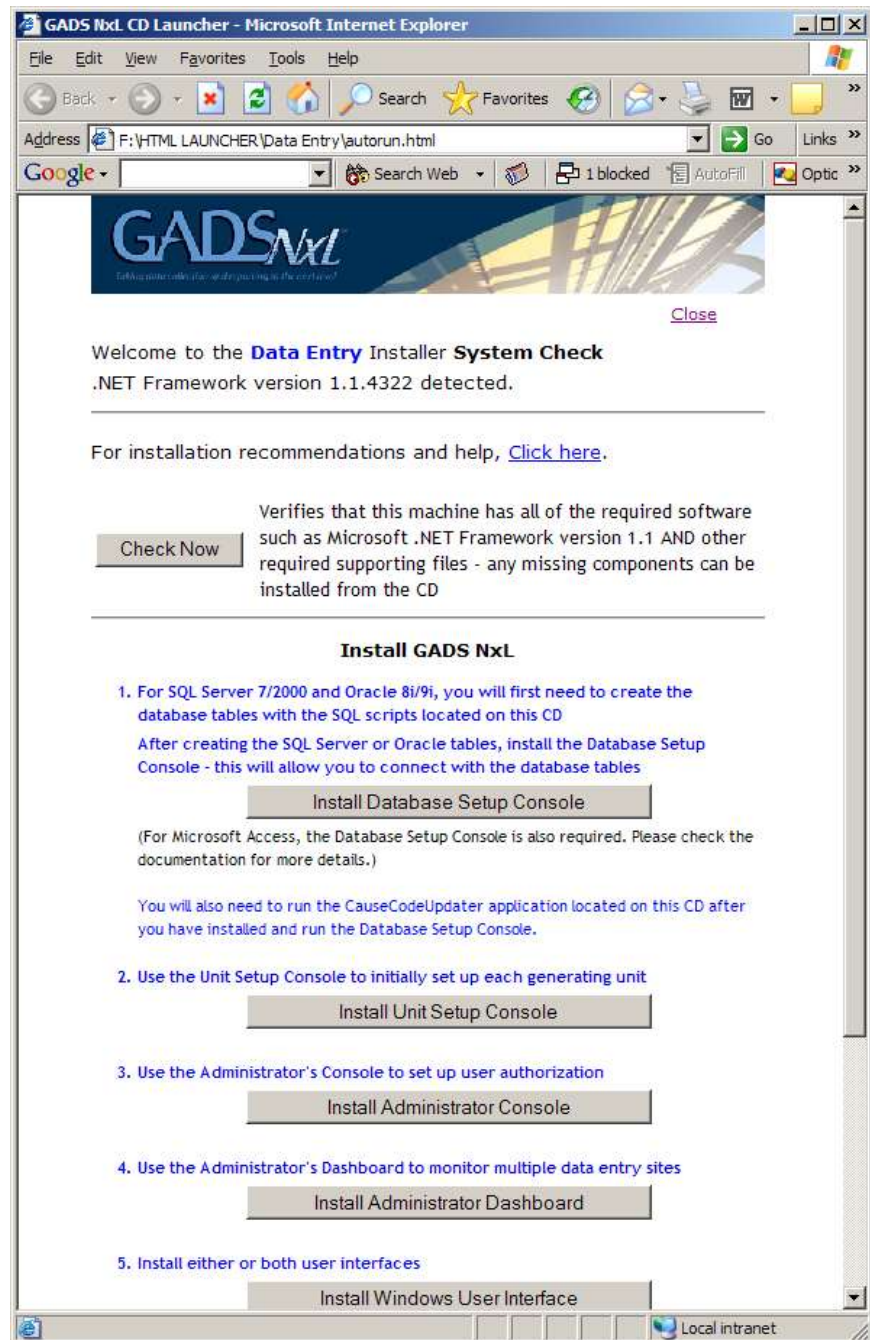 GADS NxL CD Launcher - Microsoft Internet Explorer
File Edit View Favorites Tools Help
Back Search Favorites
Address F:\HTML LAUNCHER\Data Entry\autorun.html Go Links
Google Search Web 1 blocked AutoFill Optic
GADS NxL
Close
Welcome to the Data Entry Installer System Check
.NET Framework version 1.1.4322 detected.
For installation recommendations and help, Click here.
Check Now
Verifies that this machine has all of the required software
such as Microsoft .NET Framework version 1.1 AND other
required supporting files - any missing components can be
installed from the CD
Install GADS NxL
1. For SQL Server 7/2000 and Oracle 8i/9i, you will first need to create the
database tables with the SQL scripts located on this CD
After creating the SQL Server or Oracle tables, install the Database Setup
Console - this will allow you to connect with the database tables
Install Database Setup Console
(For Microsoft Access, the Database Setup Console is also required. Please check the
documentation for more details.)
You will also need to run the CauseCodeUpdater application located on this CD after
you have installed and run the Database Setup Console.
2. Use the Unit Setup Console to initially set up each generating unit
Install Unit Setup Console
3. Use the Administrator's Console to set up user authorization
Install Administrator Console
4. Use the Administrator's Dashboard to monitor multiple data entry sites
Install Administrator Dashboard
5. Install either or both user interfaces
Install Windows User Interface
Local intranet